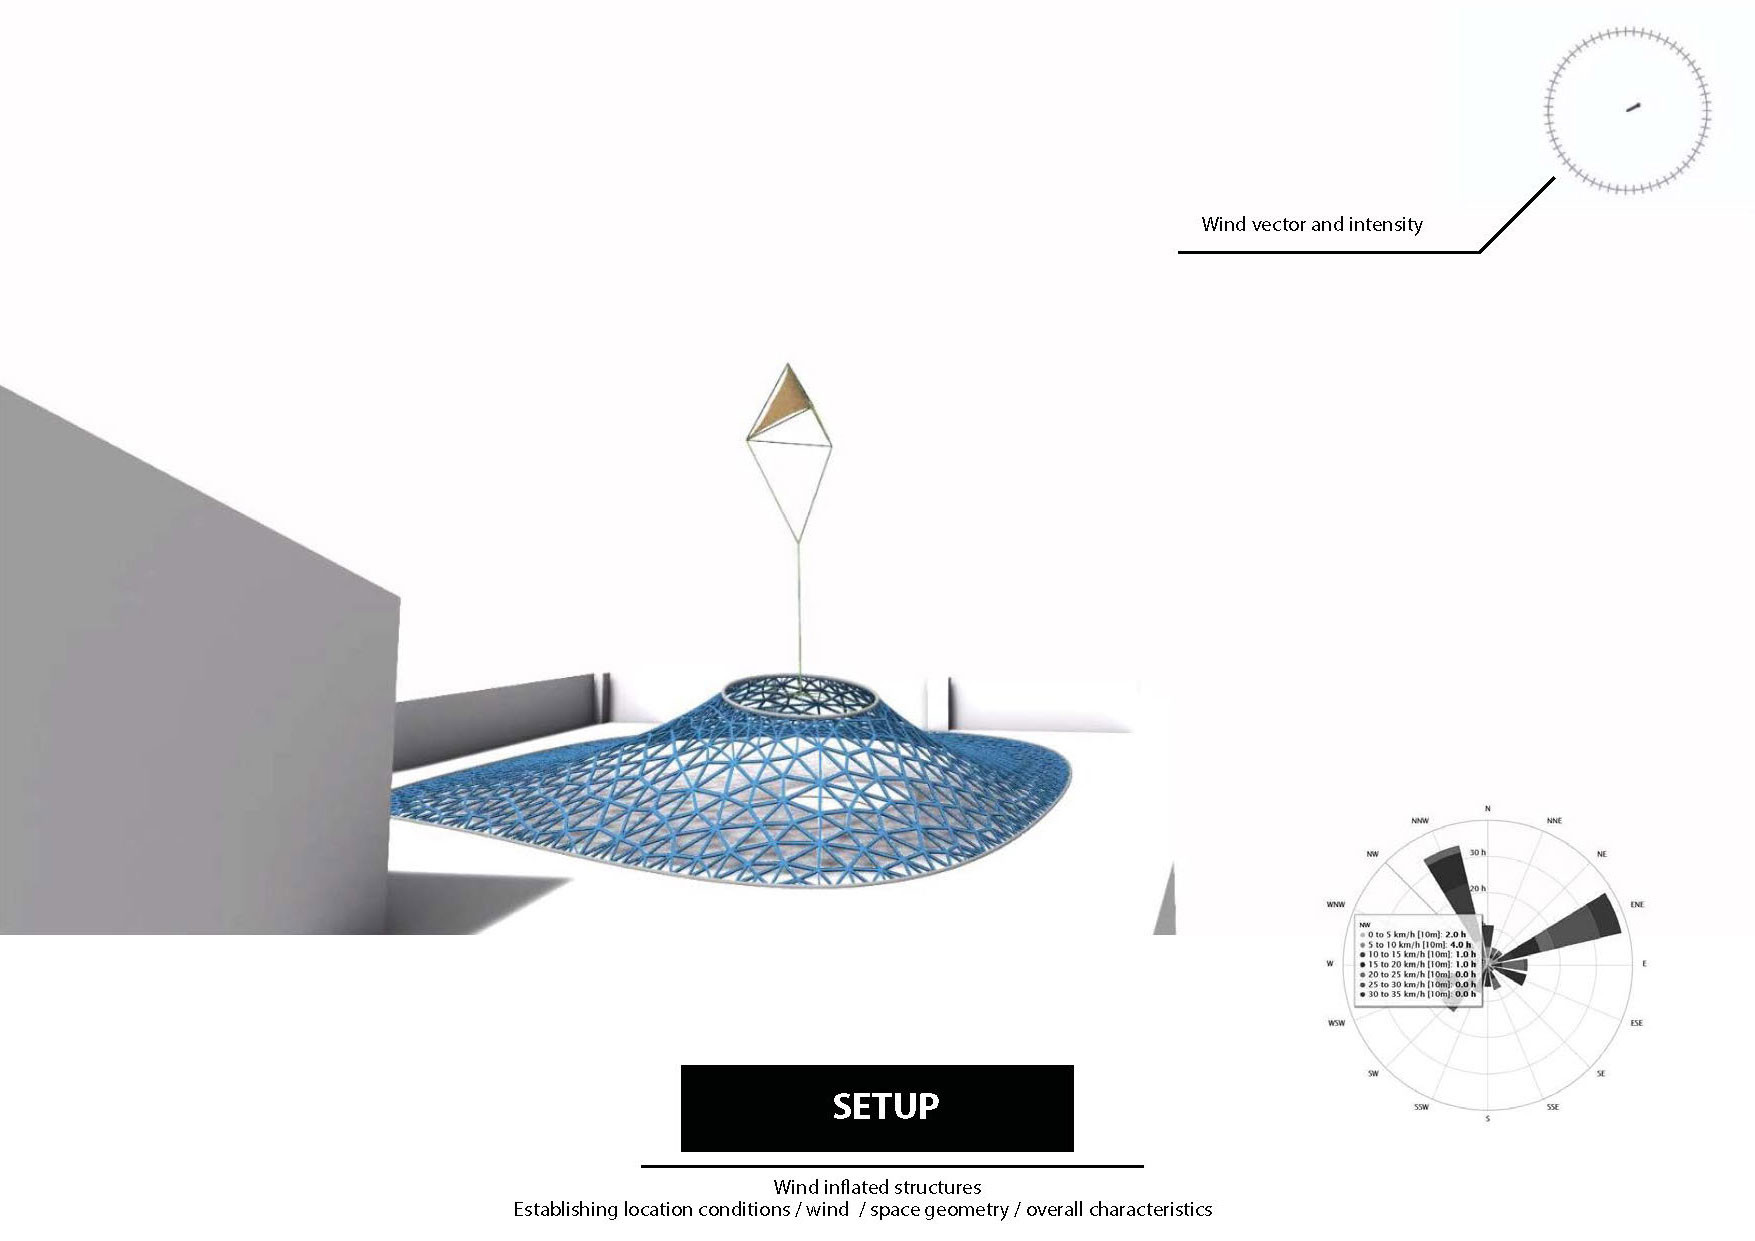 Wind vector and intensity
N
NNW
NNE
30 h
NW
NE
20 h
WNW
ENE
NW
0 to 5 km/h [10m]: 2.0 h
5 to 10 km/h [10m]: 4.0 h
10 to 15 km/h [10m]: 1.0 h
15 to 20 km/h [10m]: 1.0 h
20 to 25 km/h [10m]: 0.0 h
25 to 30 km/h [10m]: 0.0 h
30 to 35 km/h [10m]: 0.0 h
W
E
WSW
ESE
SW
SE
SSW
SSE
S
SETUP
Wind inflated structures
Establishing location conditions / wind / space geometry / overall characteristics